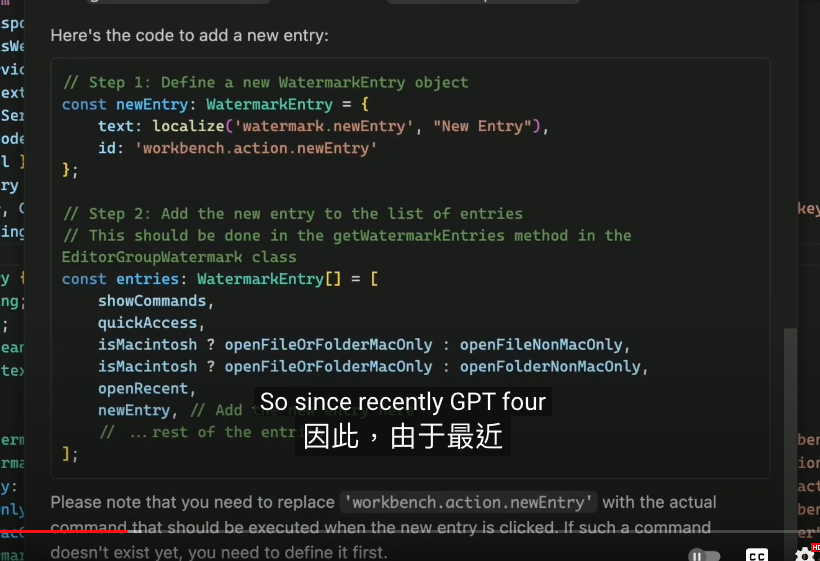 Here's the code to add a new entry:
// Step 1: Define a new WatermarkEntry object
const newEntry: WatermarkEntry = {
text: localize('watermark.newEntry', "New Entry"),
id: 'workbench.action.newEntry'
};
// Step 2: Add the new entry to the list of entries
// This should be done in the getWatermarkEntries method in the
EditorGroupWatermark class
const entries: WatermarkEntry[] = [
showCommands,
quickAccess,
isMacintosh ? openFileOrFolderMacOnly : openFileNonMacOnly,
isMacintosh ? openFileOrFolderMacOnly : openFolderNonMacOnly,
openRecent,
newEntry, // Add
// ...rest of the entri
];
So since recently GPT four
因此，由于最近
Please note that you need to replace 'workbench.action.newEntry' with the actual
command that should be executed when the new entry is clicked. If such a command
doesn't exist yet, you need to define it first.
CC
HD